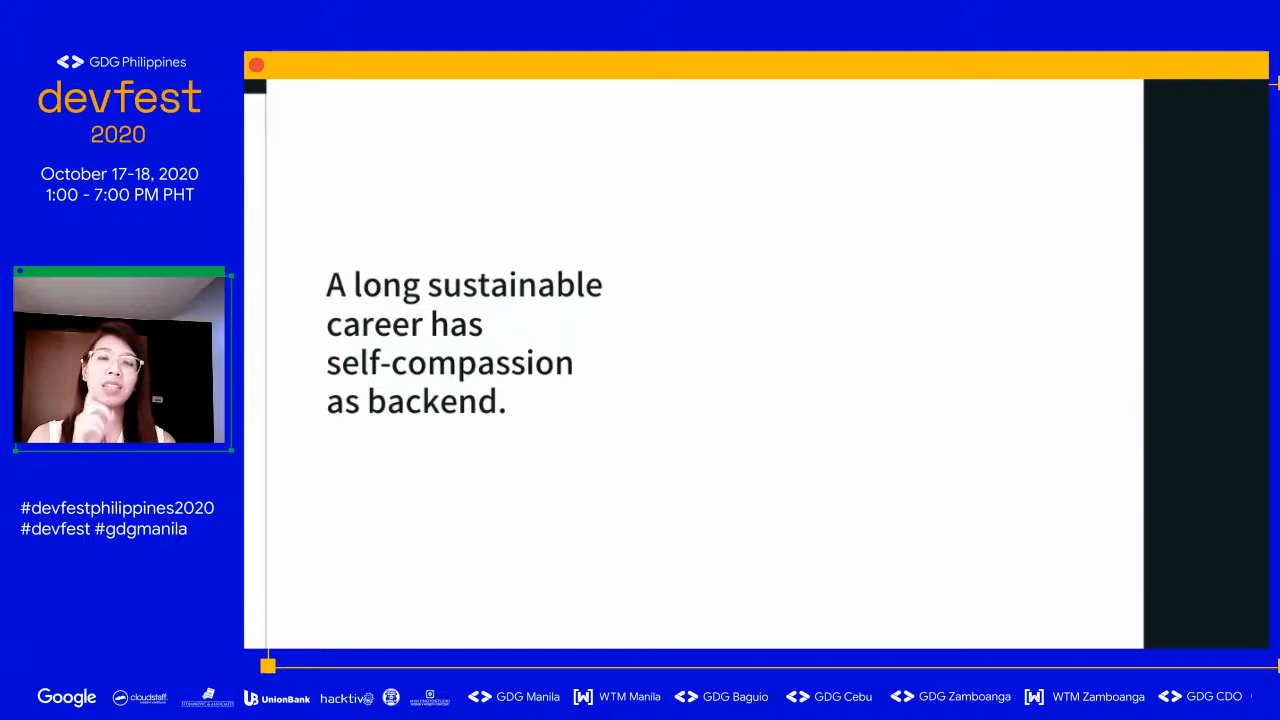 GDG Philippines
devfest
2020
October 17-18, 2020
1:00 - 7:00 PM PHT
A long sustainable
career has
self-compassion
as backend.
#devfestphilippines2020
#devfest #gdgmanila
Google cloudstaff UnionBank hacktiv8 GDG Manila WTM Manila GDG Baguio GDG Cebu GDG Zamboanga WTM Zamboanga GDG CDO